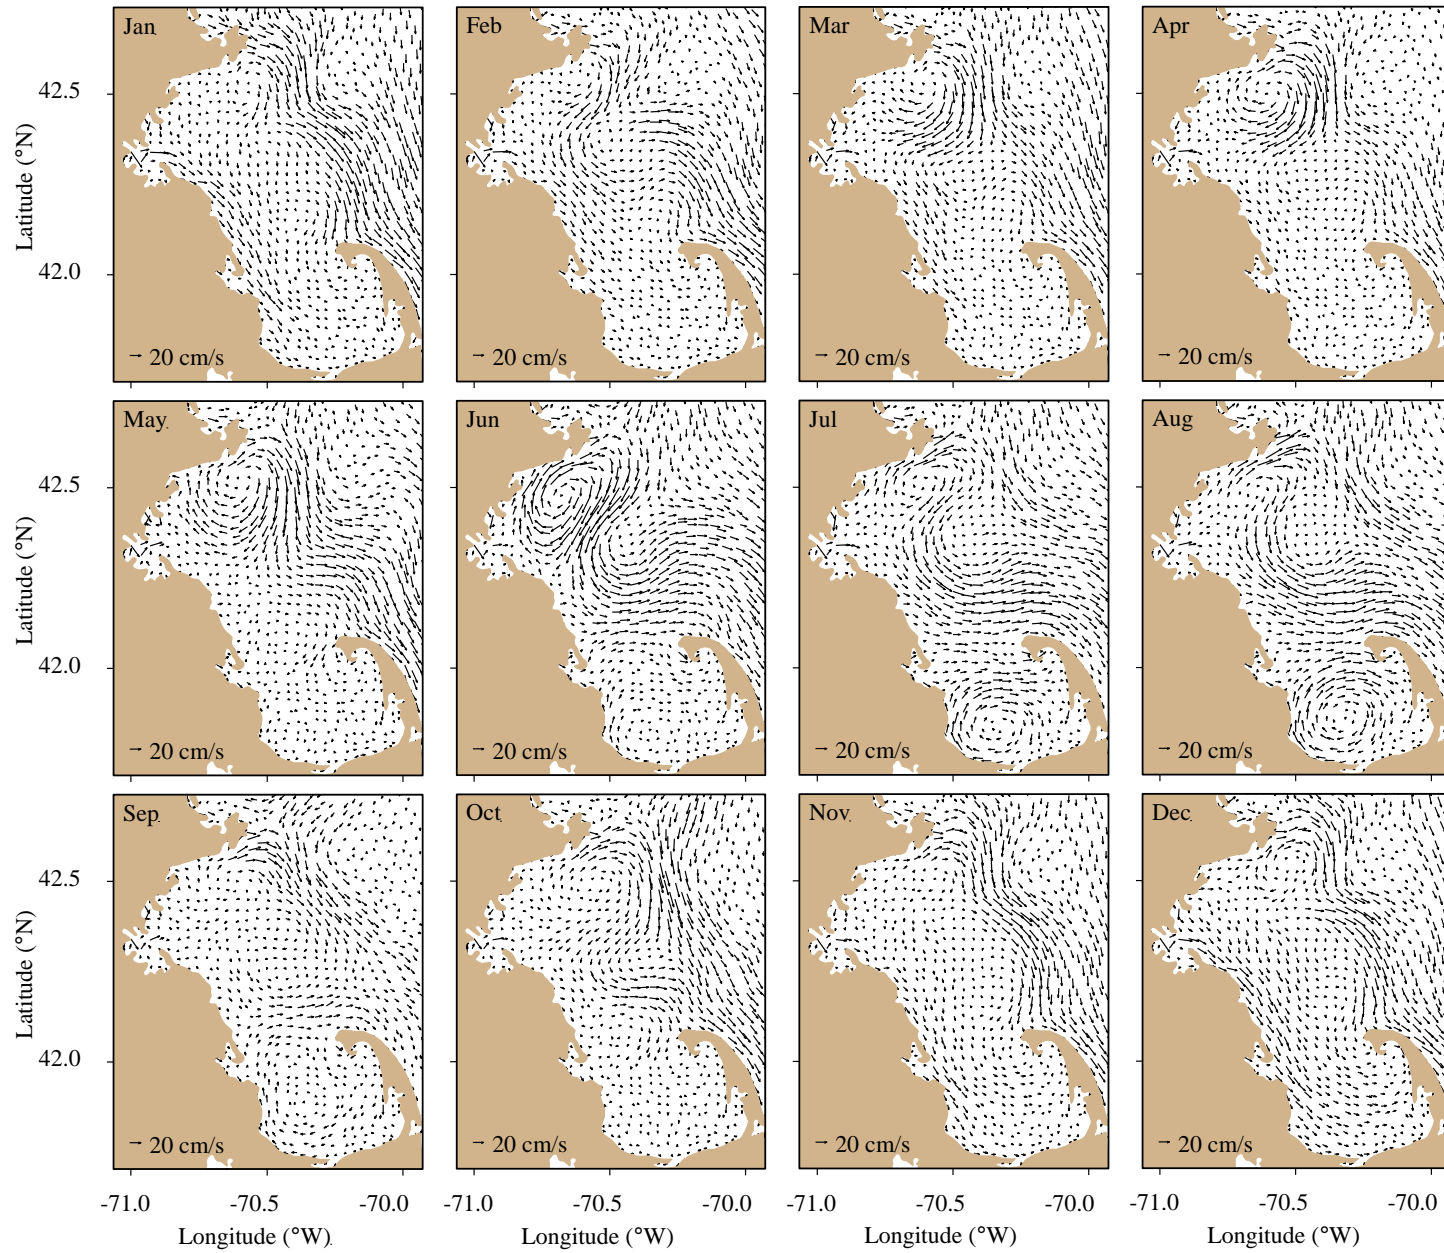 Jan.
Feb
Mar
Apr
42.5
42.0
Latitude (°N)
→ 20 cm/s
→ 20 cm/s
→ 20 cm/s
→ 20 cm/s
May.
Jun
Jul
Aug
42.5
42.0
Latitude (°N)
→ 20 cm/s
→ 20 cm/s
→ 20 cm/s
→ 20 cm/s
Sep.
Oct.
Nov.
Dec.
42.5
42.0
Latitude (°N)
→ 20 cm/s
→ 20 cm/s
→ 20 cm/s
→ 20 cm/s
-71.0 -70.5 -70.0
-71.0 -70.5 -70.0
-71.0 -70.5 -70.0
-71.0 -70.5 -70.0
Longitude (°W).
Longitude (°W)
Longitude (°W)
Longitude (°W)